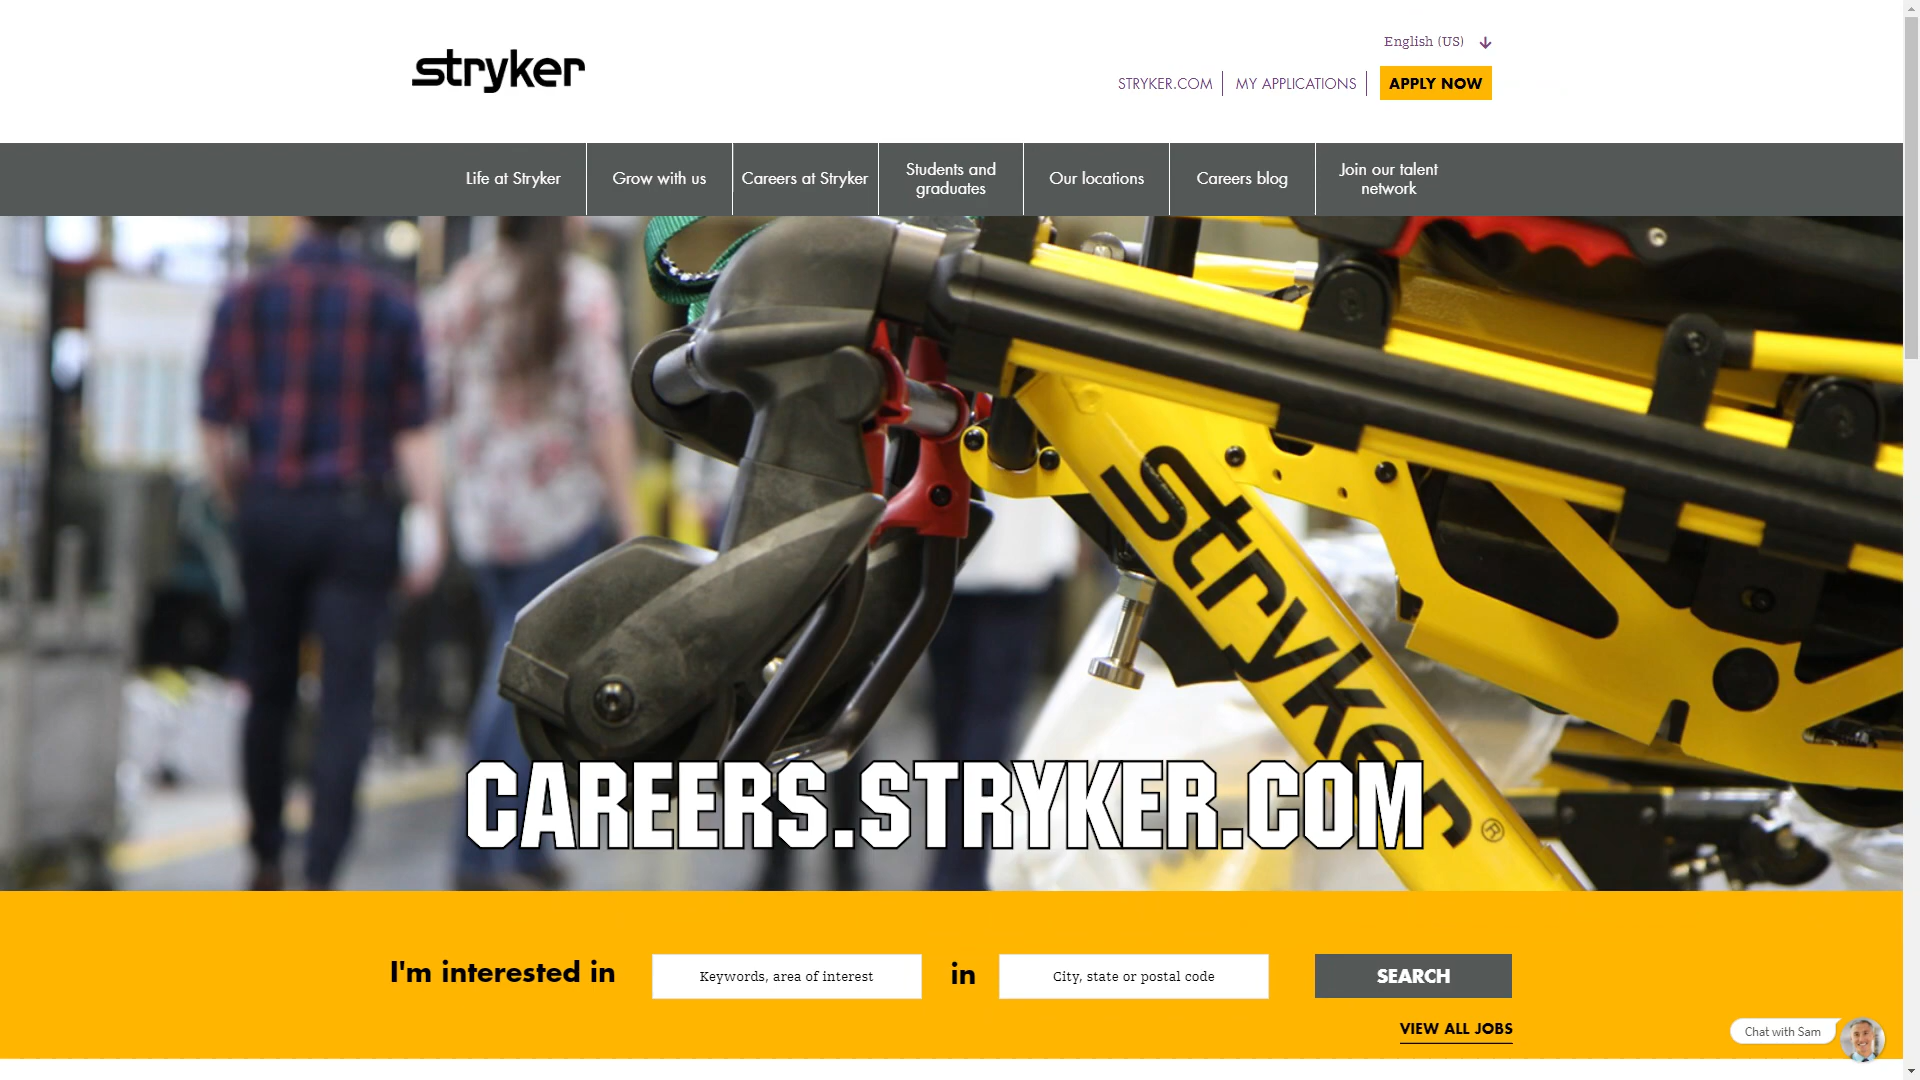 stryker
English (US)
STRYKER.COM
MY APPLICATIONS
APPLY NOW
Life at Stryker
Grow with us
Careers at Stryker
Students and
graduates
Our locations
Careers blog
Join our talent
network
stryker®
CAREERS.STRYKER.COM
I'm interested in
Keywords, area of interest
in
City, state or postal code
SEARCH
VIEW ALL JOBS
Chat with Sam